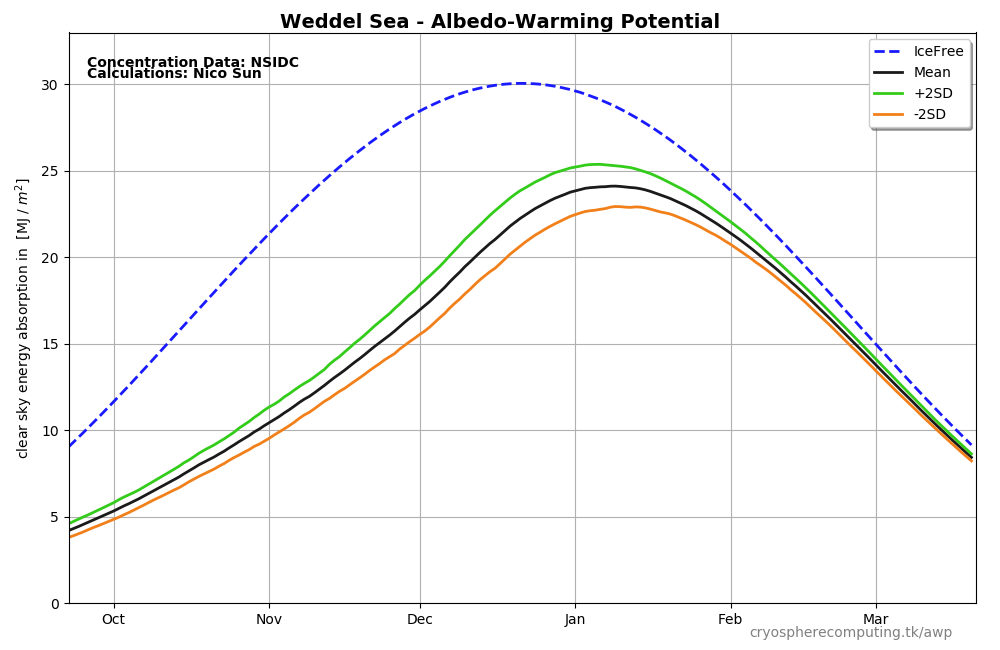 Weddel Sea - Albedo-Warming Potential
Concentration Data: NSIDC
Calculations: Nico Sun
IceFree
Mean
+2SD
-2SD
clear sky energy absorption in [MJ / m²]
30
25
20
15
10
5
0
Oct Nov Dec Jan Feb Mar
cryospherecomputing.tk/awp